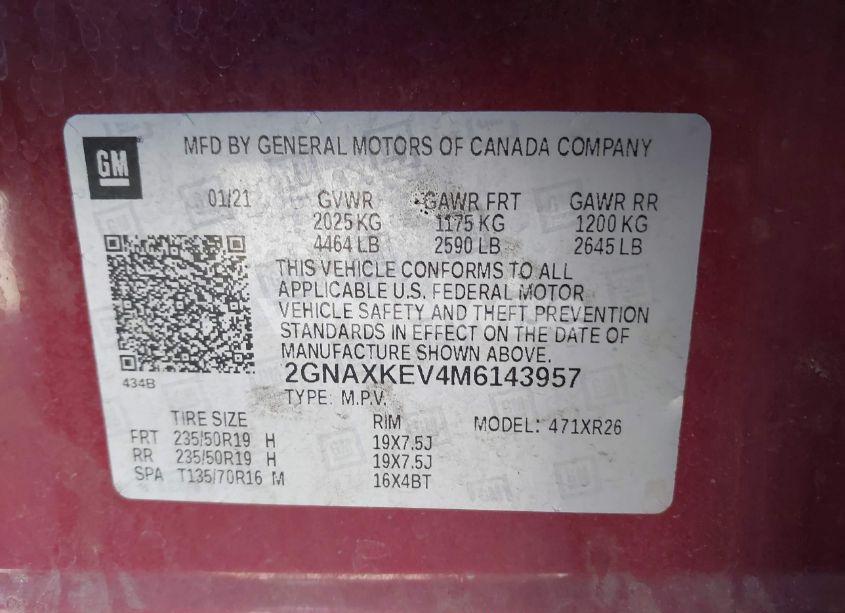 GM
MFD BY GENERAL MOTORS OF CANADA COMPANY
01/21 GVWR GAWR FRT GAWR RR
2025 KG 1175 KG 1200 KG
4464 LB 2590 LB 2645 LB
THIS VEHICLE CONFORMS TO ALL
APPLICABLE U.S. FEDERAL MOTOR
VEHICLE SAFETY AND THEFT PREVENTION
STANDARDS IN EFFECT ON THE DATE OF
MANUFACTURE SHOWN ABOVE.
434B
2GNAXKEV4M6143957
TYPE: M.P.V.
TIRE SIZE RIM MODEL: 471XR26
FRT 235/50R19 H 19X7.5J
RR 235/50R19 H 19X7.5J
SPA T135/70R16 M 16X4BT